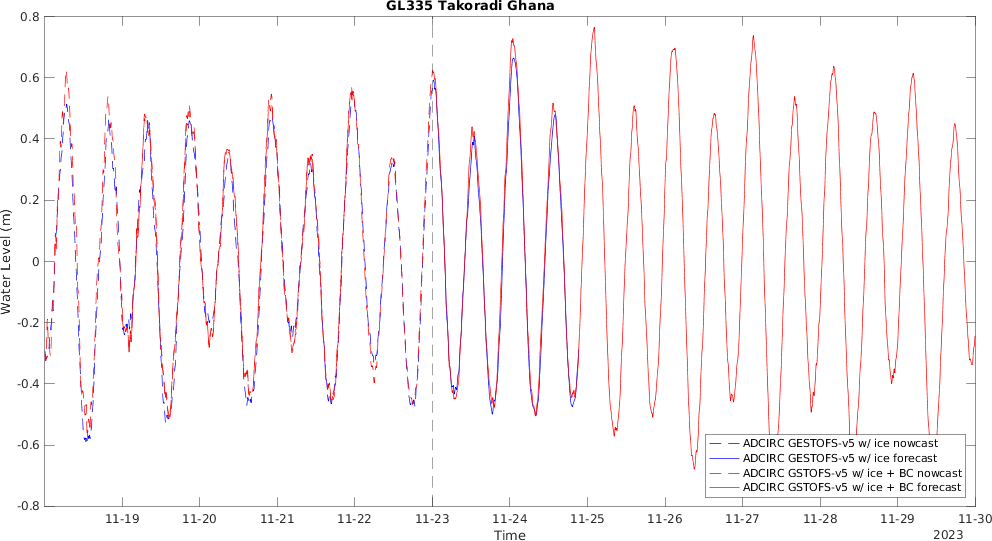 GL335 Takoradi Ghana
0.8
0.6
0.4
0.2
0
-0.2
-0.4
-0.6
-0.8
Water Level (m)
ADCIRC GESTOFS-v5 w/ ice nowcast
ADCIRC GESTOFS-v5 w/ ice forecast
ADCIRC GSTOFS-v5 w/ ice + BC nowcast
ADCIRC GSTOFS-v5 w/ ice + BC forecast
11-19 11-20 11-21 11-22 11-23 11-24 11-25 11-26 11-27 11-28 11-29 11-30
Time
2023